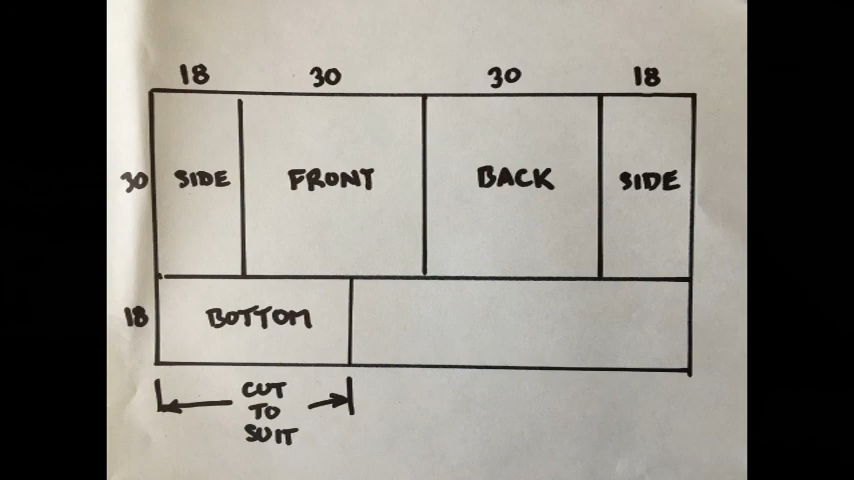 18 30 30 18
30 SIDE FRONT BACK SIDE
18 BOTTOM
CUT
TO
SUIT